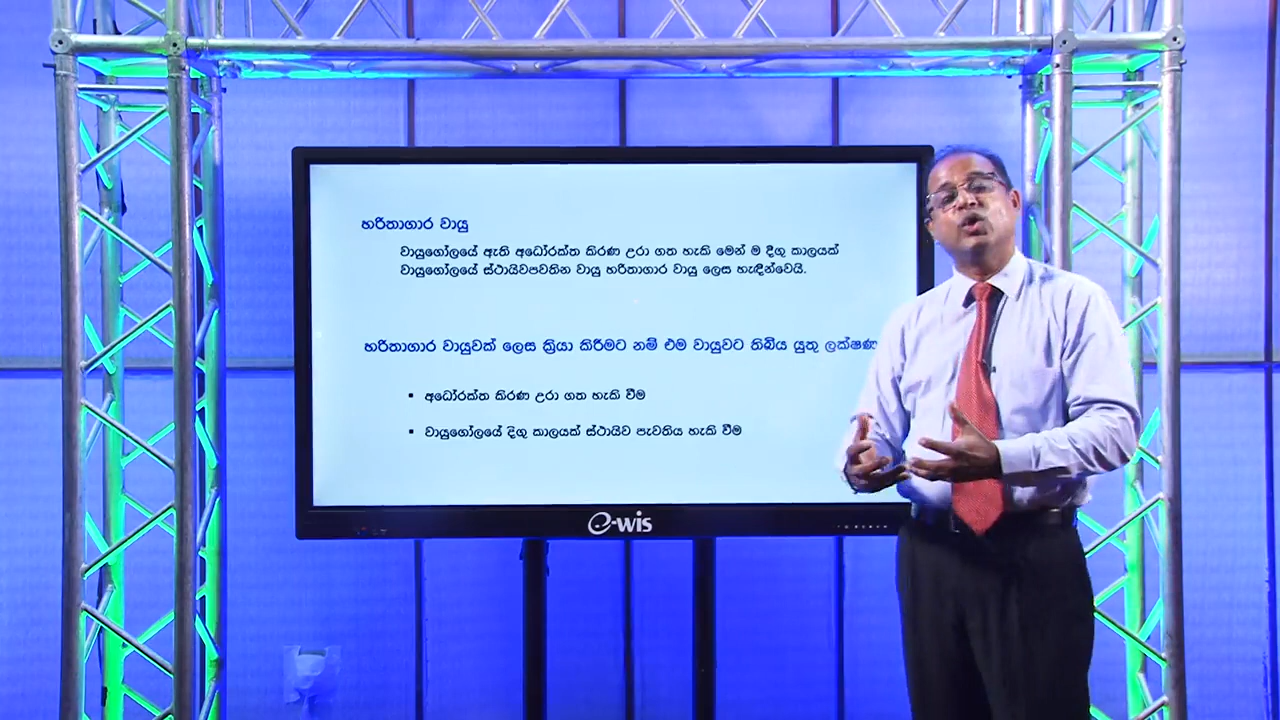 හරිතාගාර වායු
වායුගෝලයේ ඇති අධෝරක්ත කිරණ උරා ගත හැකි මෙන් ම දිගු කාලයක්
වායුගෝලයේ ස්ථායිවපවතින වායු හරිතාගාර වායු ලෙස හැඳින්වෙයි.
හරිතාගාර වායුවක් ලෙස ක්‍රියා කිරීමට නම් එම වායුවට තිබිය යුතු ලක්ෂණ
▪ අධෝරක්ත කිරණ උරා ගත හැකි වීම
▪ වායුගෝලයේ දිගු කාලයක් ස්ථායිව පැවතිය හැකි වීම
e-wis